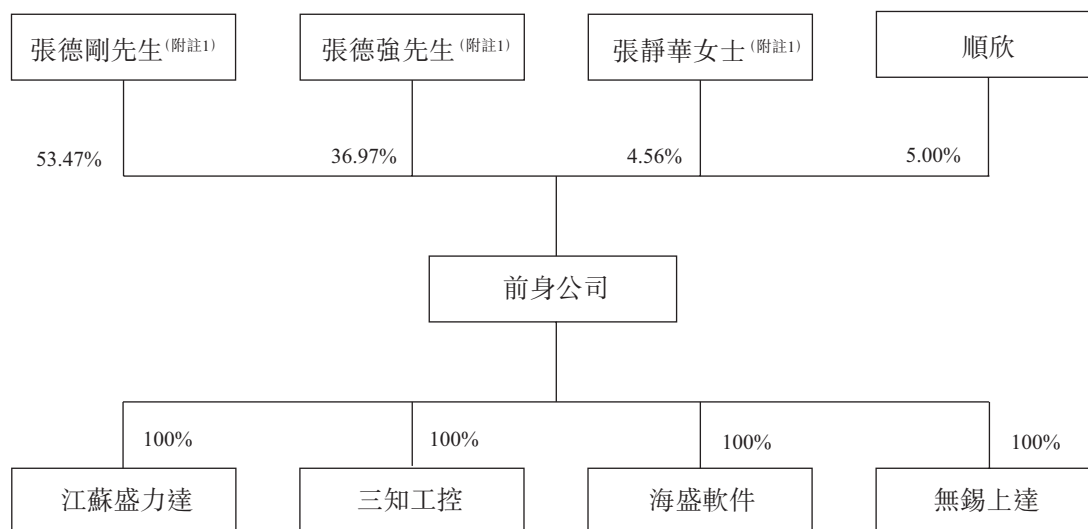 張德剛先生(附註1) 張德強先生(附註1) 張靜華女士(附註1) 順欣
53.47% 36.97% 4.56% 5.00%
前身公司
100% 100% 100% 100%
江蘇盛力達 三知工控 海盛軟件 無錫上達